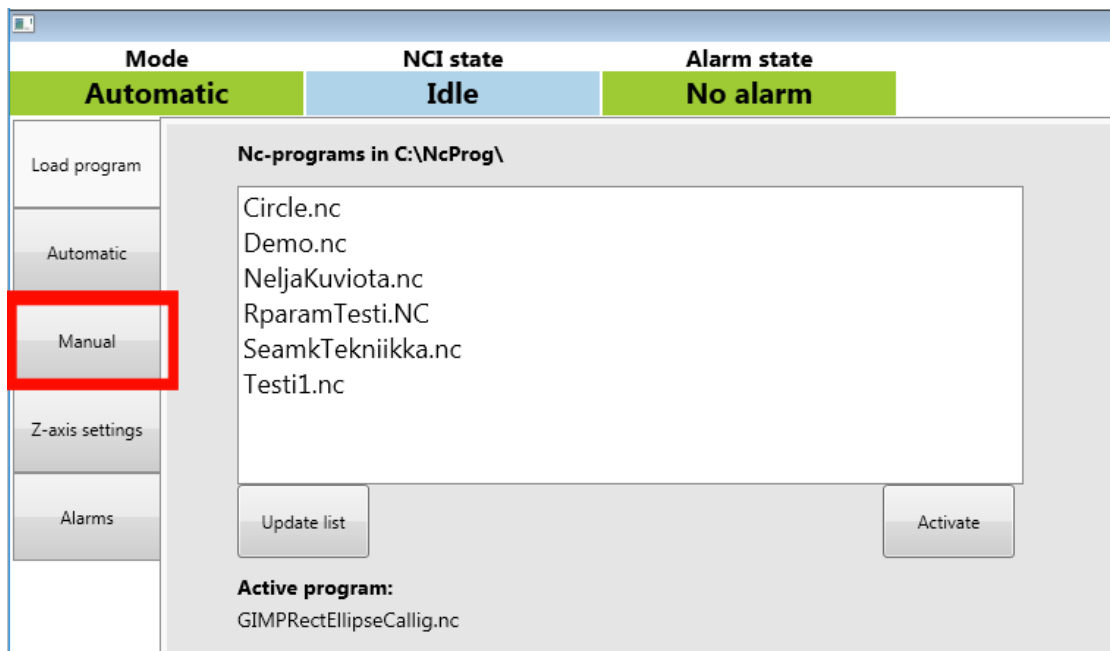 Mode NCI state Alarm state
Automatic Idle No alarm
Load program
Automatic
Manual
Z-axis settings
Alarms
Nc-programs in C:\NcProg\
Circle.nc
Demo.nc
NeljaKuviota.nc
RparamTesti.NC
SeamkTekniikka.nc
Testi1.nc
Update list Activate
Active program:
GIMPRectEllipseCallig.nc